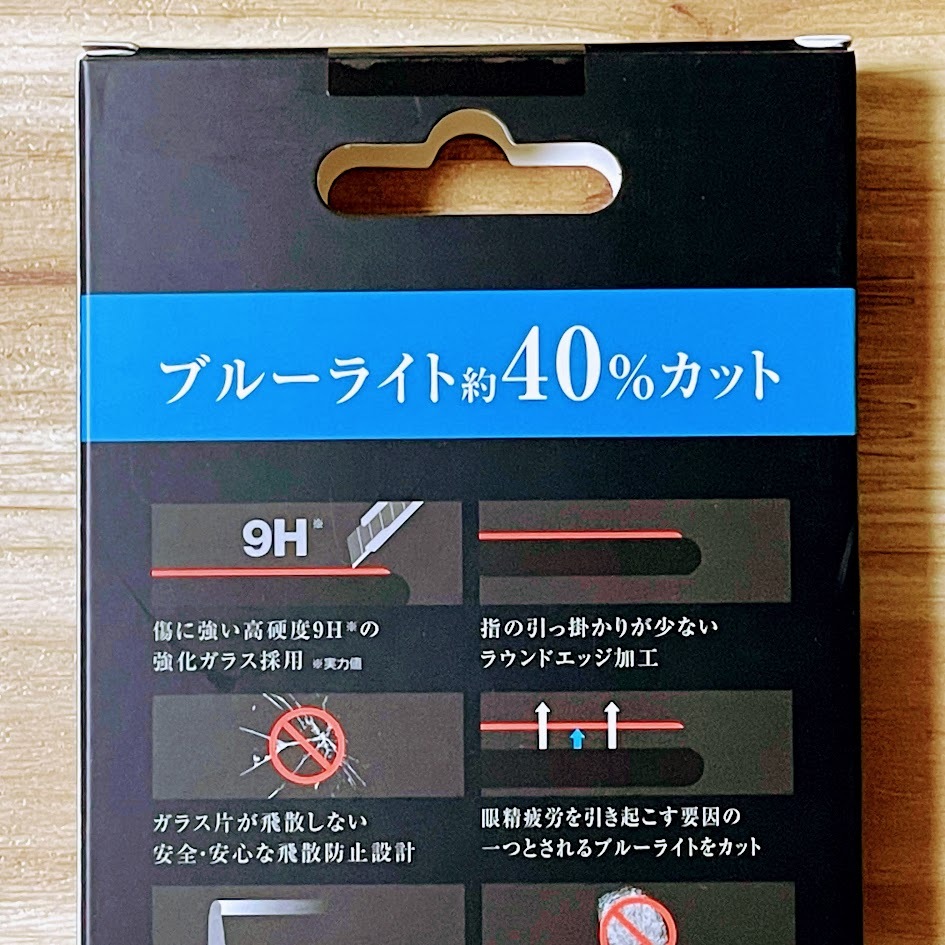 ブルーライト約40%カット
9H※
傷に強い高硬度9H※の
強化ガラス採用 ※実力値
指の引っ掛かりが少ない
ラウンドエッジ加工
ガラス片が飛散しない
安全・安心な飛散防止設計
眼精疲労を引き起こす要因の
一つとされるブルーライトをカット